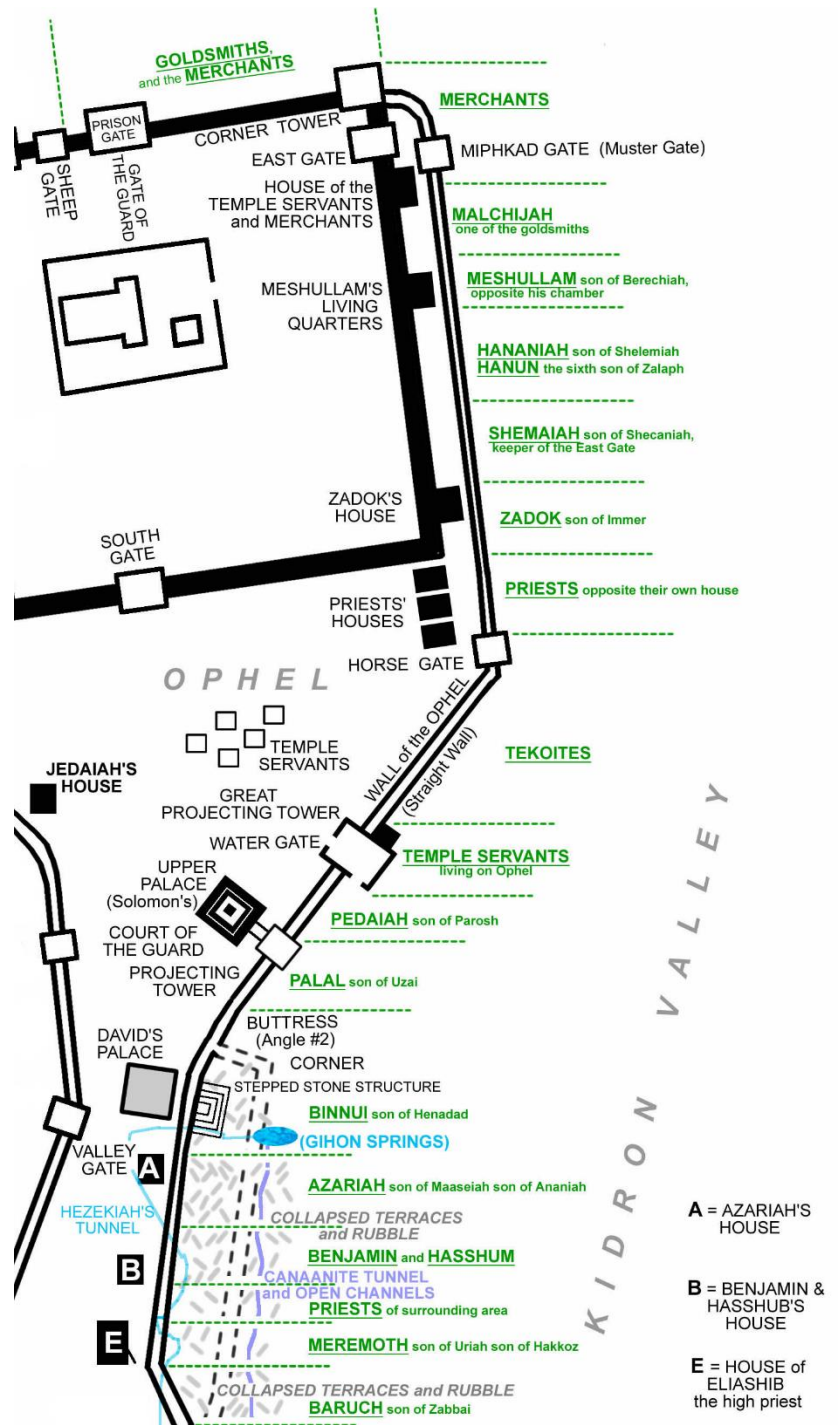 GOLDSMITHS,
and the MERCHANTS
MERCHANTS
PRISON
GATE
CORNER TOWER
EAST GATE
MIPHKAD GATE (Muster Gate)
SHEEP
GATE
GATE OF
THE GUARD
HOUSE of the
TEMPLE SERVANTS
and MERCHANTS
MALCHIJAH
one of the goldsmiths
MESHULLAM'S
LIVING
QUARTERS
MESHULLAM son of Berechiah,
opposite his chamber
HANANIAH son of Shelemiah
HANUN the sixth son of Zalaph
SHEMAIAH son of Shecaniah,
keeper of the East Gate
ZADOK'S
HOUSE
ZADOK son of Immer
SOUTH
GATE
PRIESTS'
HOUSES
PRIESTS opposite their own house
HORSE GATE
OPHEL
TEMPLE
SERVANTS
WALL of the OPHEL
(Straight Wall)
TEKOITES
JEDAIAH'S
HOUSE
GREAT
PROJECTING TOWER
WATER GATE
TEMPLE SERVANTS
living on Ophel
UPPER
PALACE
(Solomon's)
COURT OF
THE GUARD
PEDAIAH son of Parosh
PROJECTING
TOWER
PALAL son of Uzai
KIDRON VALLEY
BUTTRESS
(Angle #2)
CORNER
DAVID'S
PALACE
STEPPED STONE STRUCTURE
BINNUI son of Henadad
(GIHON SPRINGS)
VALLEY
GATE
A
AZARIAH son of Maaseiah son of Ananiah
HEZEKIAH'S
TUNNEL
COLLAPSED TERRACES
and RUBBLE
B
BENJAMIN and HASSHUM
CANAANITE TUNNEL
and OPEN CHANNELS
PRIESTS of surrounding area
E
MEREMOTH son of Uriah son of Hakkoz
COLLAPSED TERRACES and RUBBLE
BARUCH son of Zabbai
A = AZARIAH'S
HOUSE
B = BENJAMIN &
HASSHUB'S
HOUSE
E = HOUSE of
ELIASHIB
the high priest